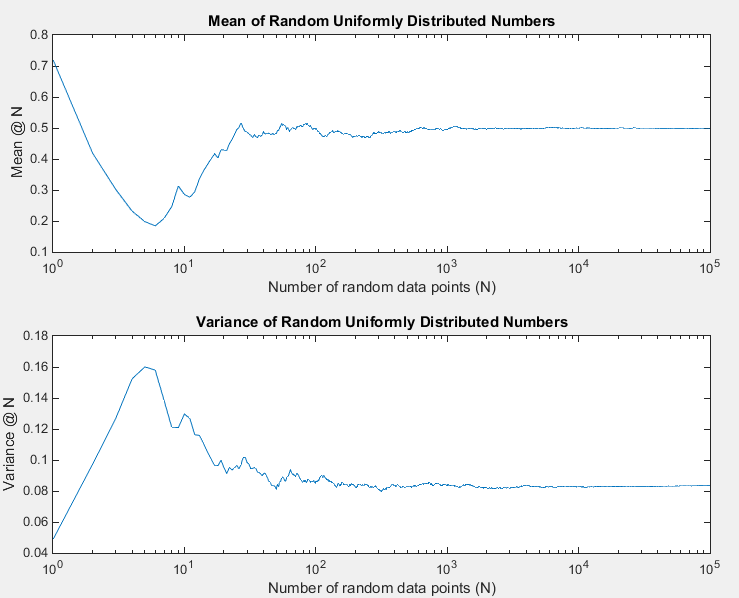 Mean of Random Uniformly Distributed Numbers
0.8
0.7
0.6
0.5
0.4
0.3
0.2
0.1
Mean @ N
10^0 10^1 10^2 10^3 10^4 10^5
Number of random data points (N)
Variance of Random Uniformly Distributed Numbers
0.18
0.16
0.14
0.12
0.1
0.08
0.06
0.04
Variance @ N
10^0 10^1 10^2 10^3 10^4 10^5
Number of random data points (N)